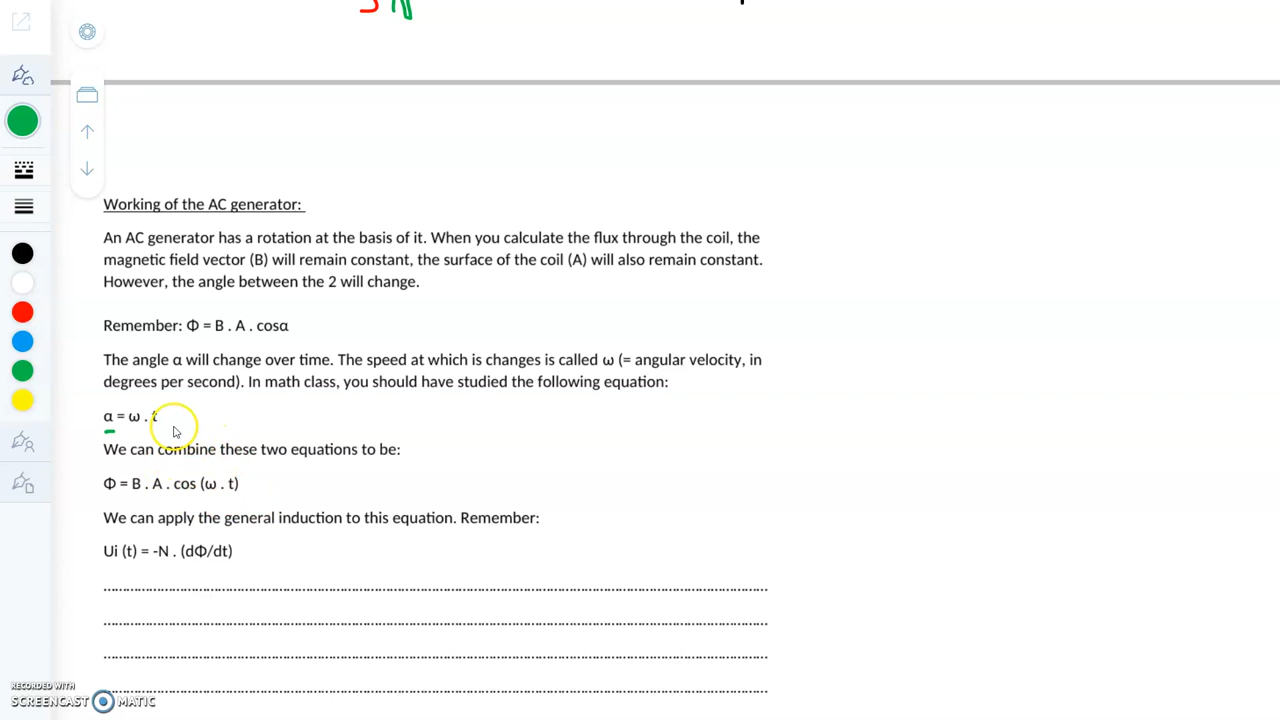 Working of the AC generator:
An AC generator has a rotation at the basis of it. When you calculate the flux through the coil, the
magnetic field vector (B) will remain constant, the surface of the coil (A) will also remain constant.
However, the angle between the 2 will change.
Remember: Φ = B . A . cosα
The angle α will change over time. The speed at which is changes is called ω (= angular velocity, in
degrees per second). In math class, you should have studied the following equation:
α = ω . t
We can combine these two equations to be:
Φ = B . A . cos (ω . t)
We can apply the general induction to this equation. Remember:
Ui (t) = -N . (dΦ/dt)
RECORDED WITH
SCREENCAST MATIC